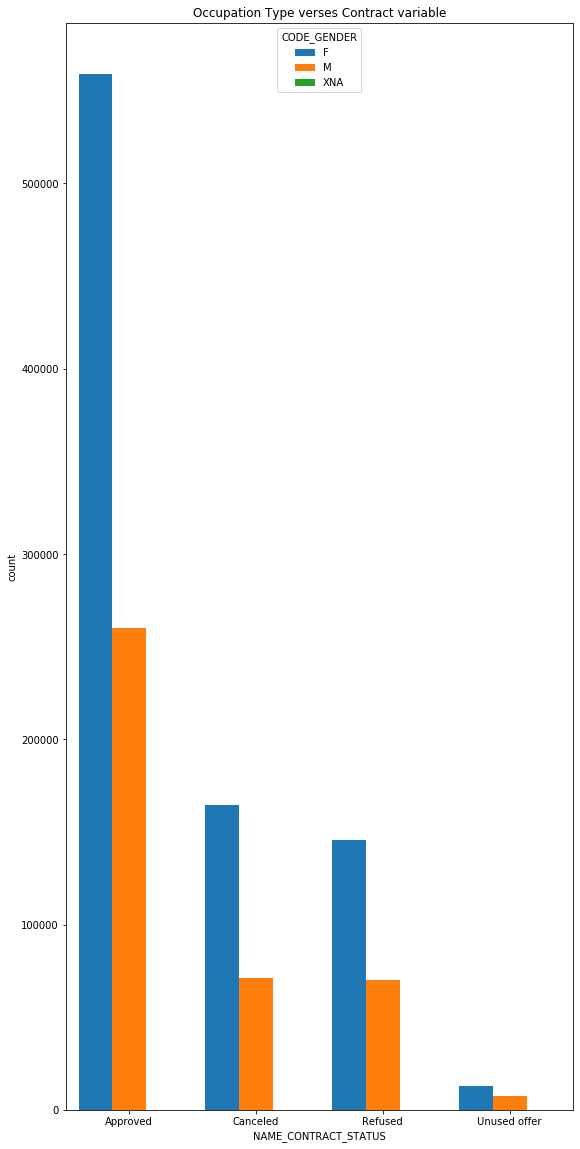 Occupation Type verses Contract variable
CODE_GENDER
F
M
XNA
500000
400000
300000
200000
100000
0
count
Approved
Canceled
Refused
Unused offer
NAME_CONTRACT_STATUS